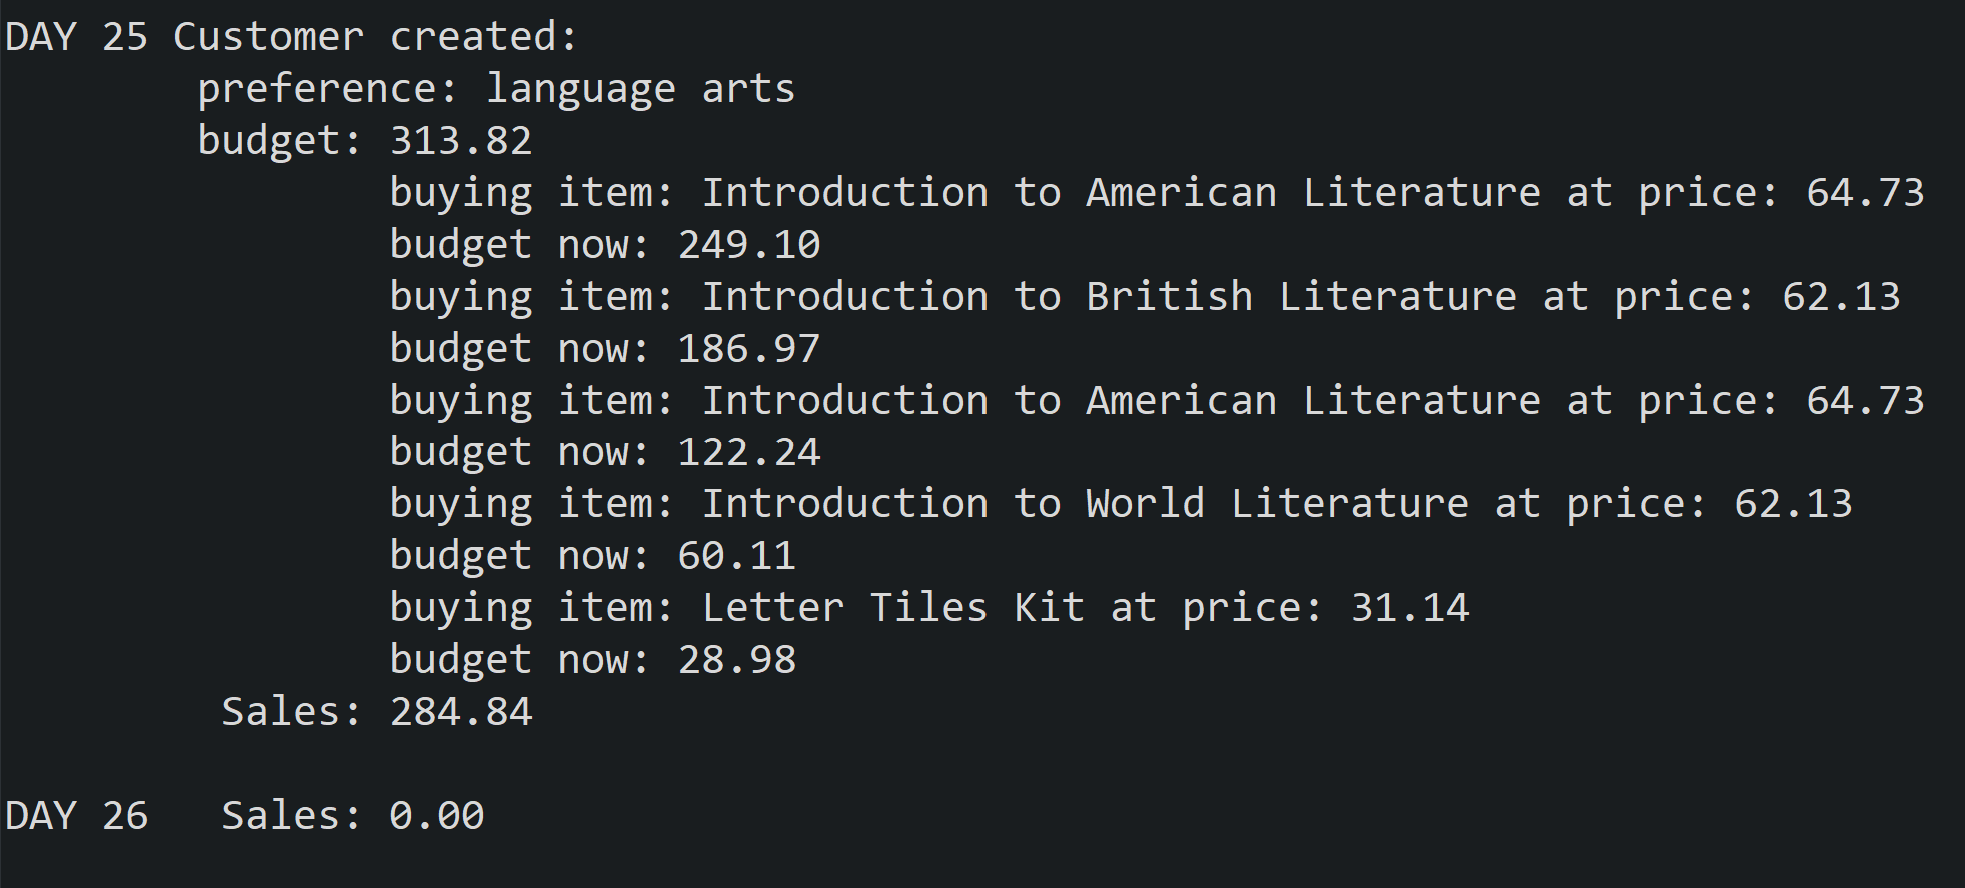 DAY 25 Customer created:
preference: language arts
budget: 313.82
buying item: Introduction to American Literature at price: 64.73
budget now: 249.10
buying item: Introduction to British Literature at price: 62.13
budget now: 186.97
buying item: Introduction to American Literature at price: 64.73
budget now: 122.24
buying item: Introduction to World Literature at price: 62.13
budget now: 60.11
buying item: Letter Tiles Kit at price: 31.14
budget now: 28.98
Sales: 284.84
DAY 26 Sales: 0.00